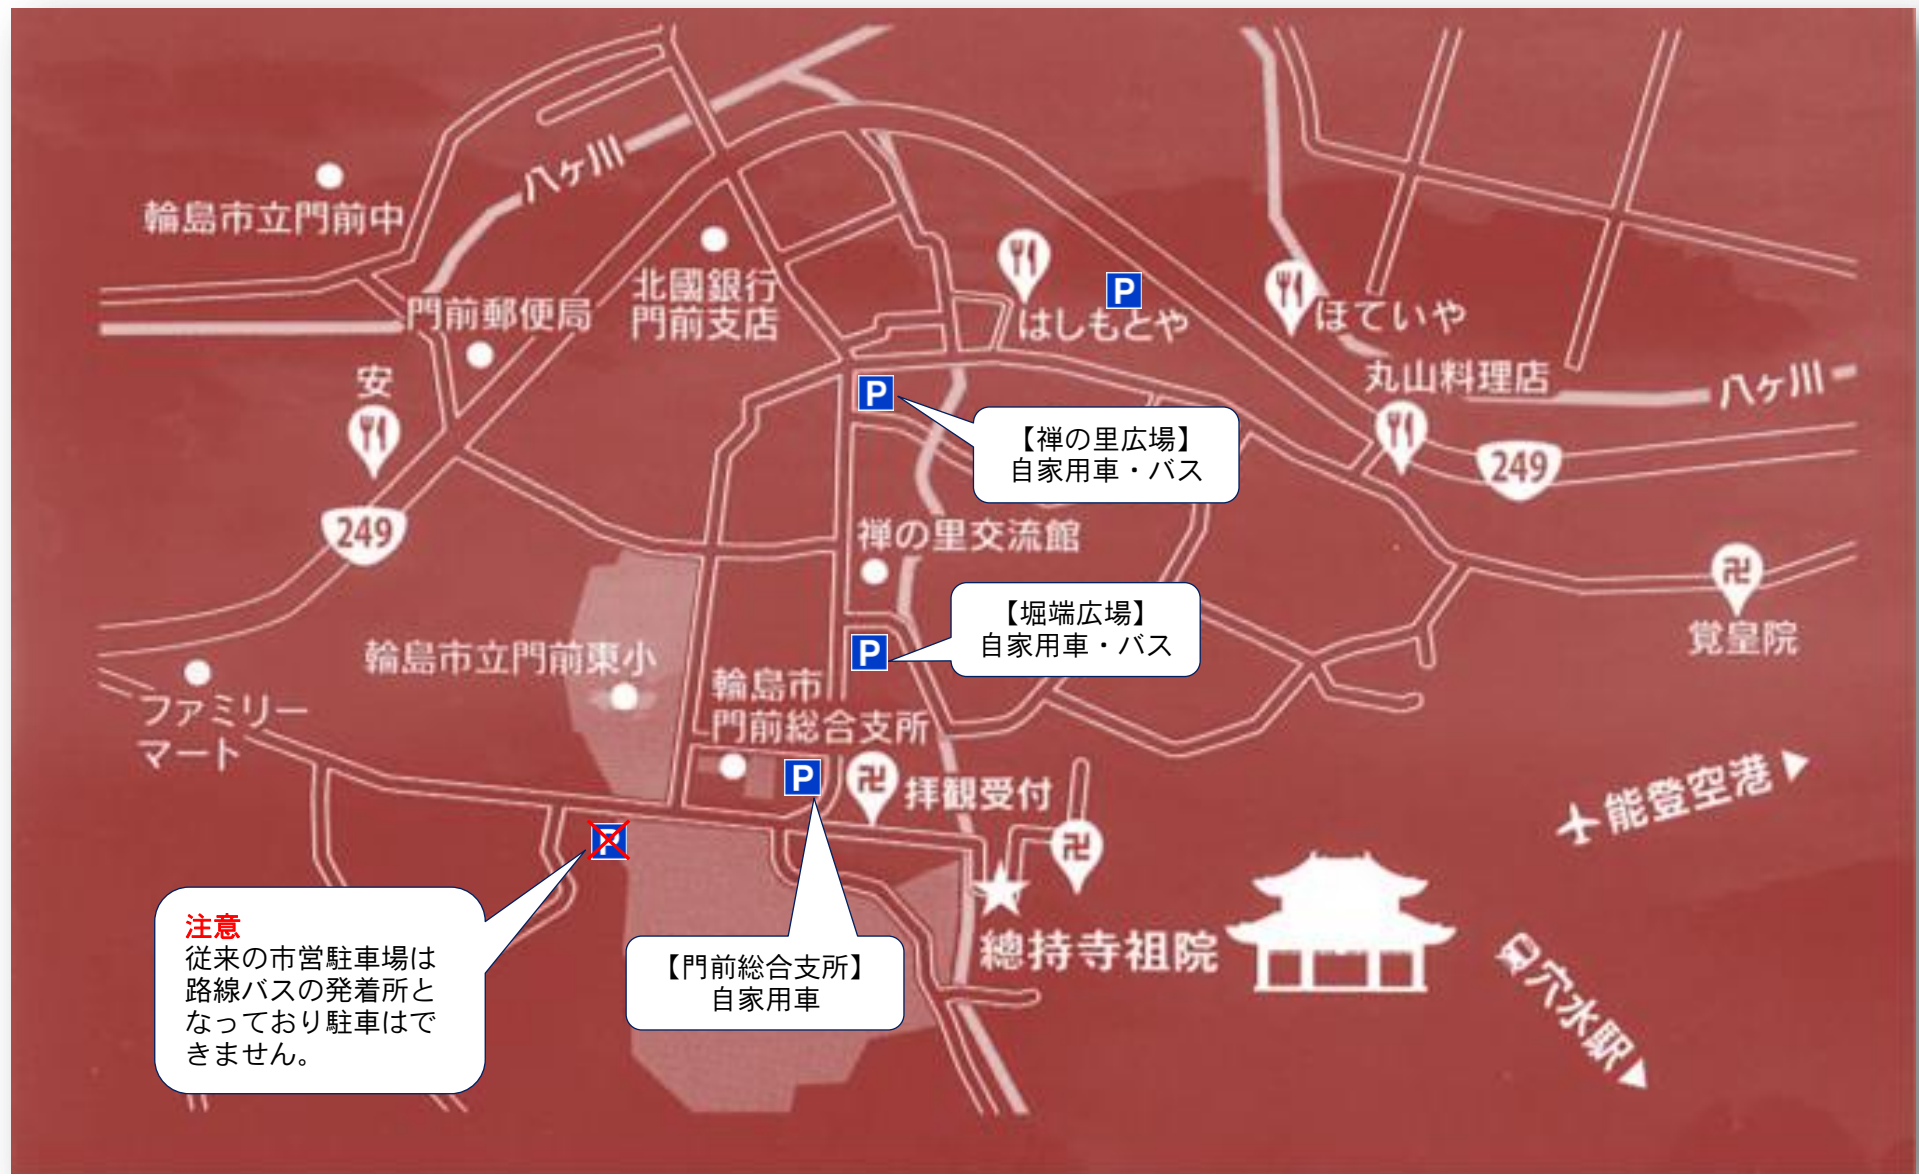 八ヶ川
輪島市立門前中
北國銀行
門前支店
門前郵便局
はしもとや
P
ほていや
丸山料理店
八ヶ川
安
P
【禅の里広場】
自家用車・バス
249
249
禅の里交流館
卍
覚皇院
【堀端広場】
自家用車・バス
P
輪島市立門前東小
輪島市
門前総合支所
ファミリー
マート
P
卍
拝観受付
能登空港
P
卍
注意
従来の市営駐車場は
路線バスの発着所と
なっており駐車はで
きません。
【門前総合支所】
自家用車
總持寺祖院
穴水駅